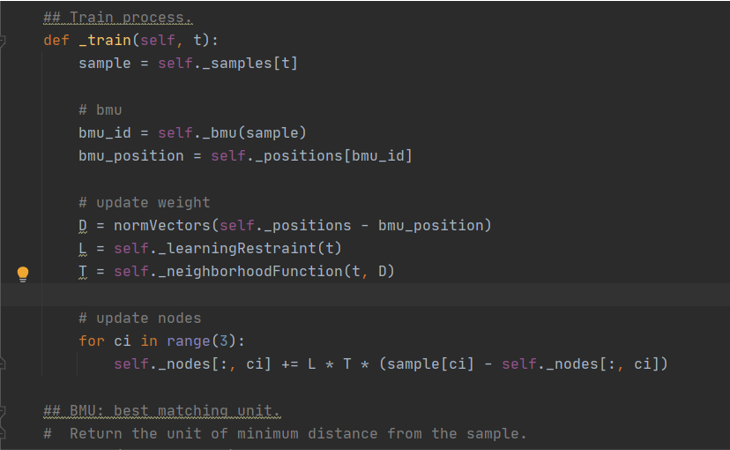 ## Train process.
def _train(self, t):
    sample = self._samples[t]

    # bmu
    bmu_id = self._bmu(sample)
    bmu_position = self._positions[bmu_id]

    # update weight
    D = normVectors(self._positions - bmu_position)
    L = self._learningRestraint(t)
    T = self._neighborhoodFunction(t, D)

    # update nodes
    for ci in range(3):
        self._nodes[:, ci] += L * T * (sample[ci] - self._nodes[:, ci])

## BMU: best matching unit.
#  Return the unit of minimum distance from the sample.